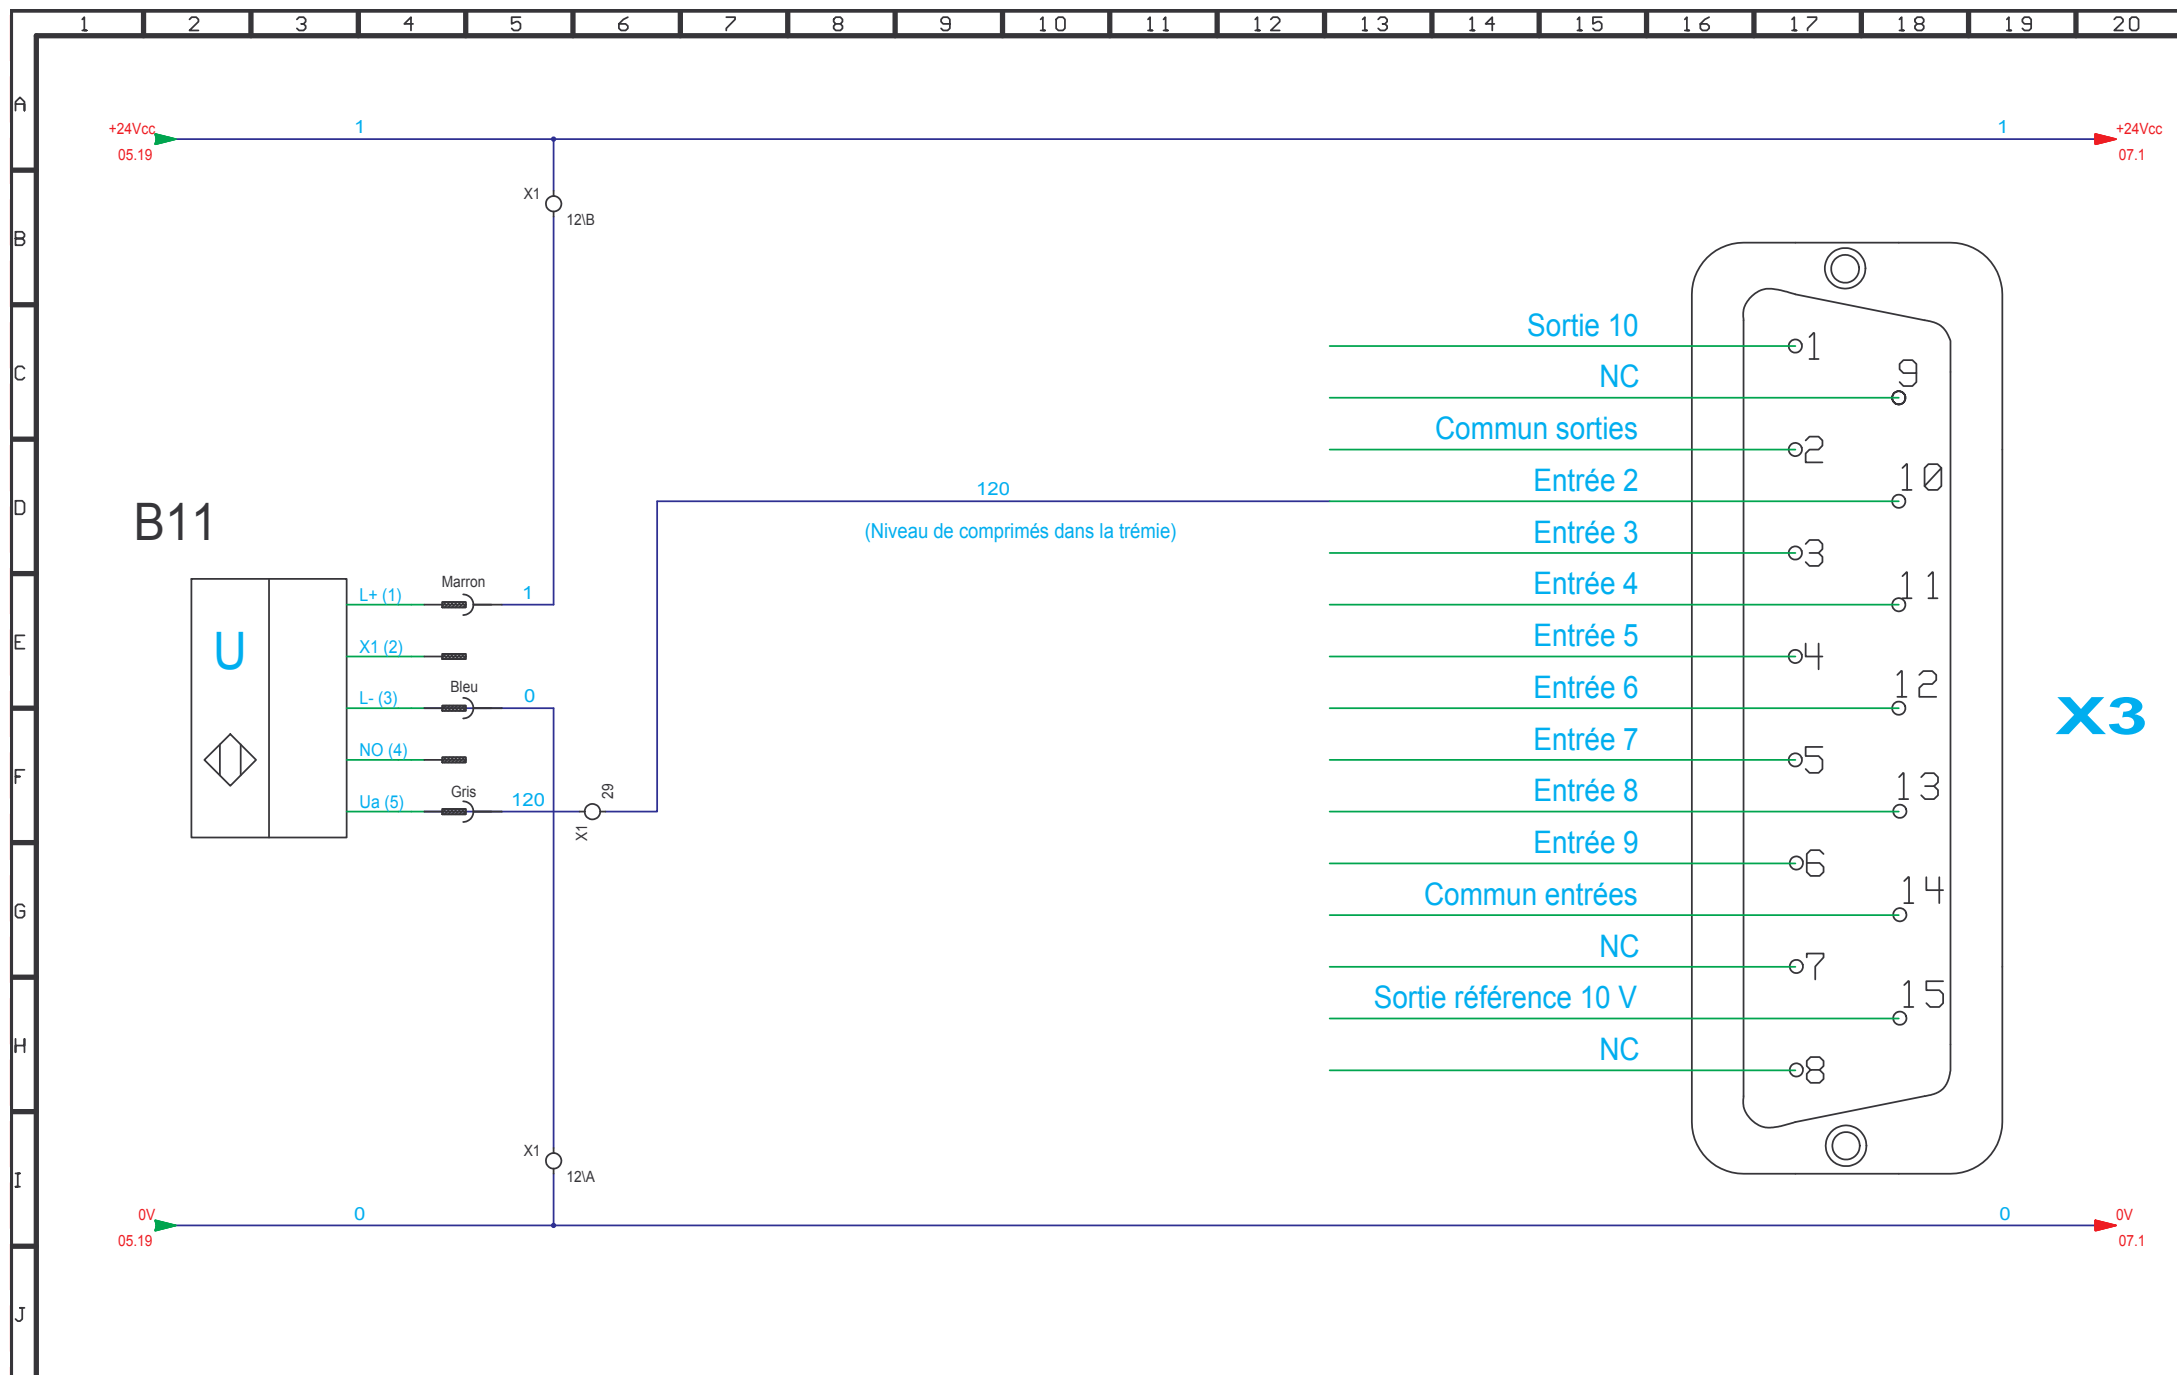 1 2 3 4 5 6 7 8 9 10 11 12 13 14 15 16 17 18 19 20
A
+24Vcc
05.19
1
1
+24Vcc
07.1
X1
12\B
B
Sortie 10
1
C
NC
9
Commun sorties
2
Entrée 2
10
120
D
(Niveau de comprimés dans la trémie)
B11
Entrée 3
3
L+ (1)
Marron
1
Entrée 4
11
U
E
X1 (2)
Entrée 5
4
L- (3)
Bleu
0
Entrée 6
12
X3
NO (4)
Entrée 7
5
F
Ua (5)
Gris
120
29
X1
Entrée 8
13
Entrée 9
6
G
Commun entrées
14
NC
7
Sortie référence 10 V
15
H
NC
8
X1
12\A
I
0V
05.19
0
0
0V
07.1
J